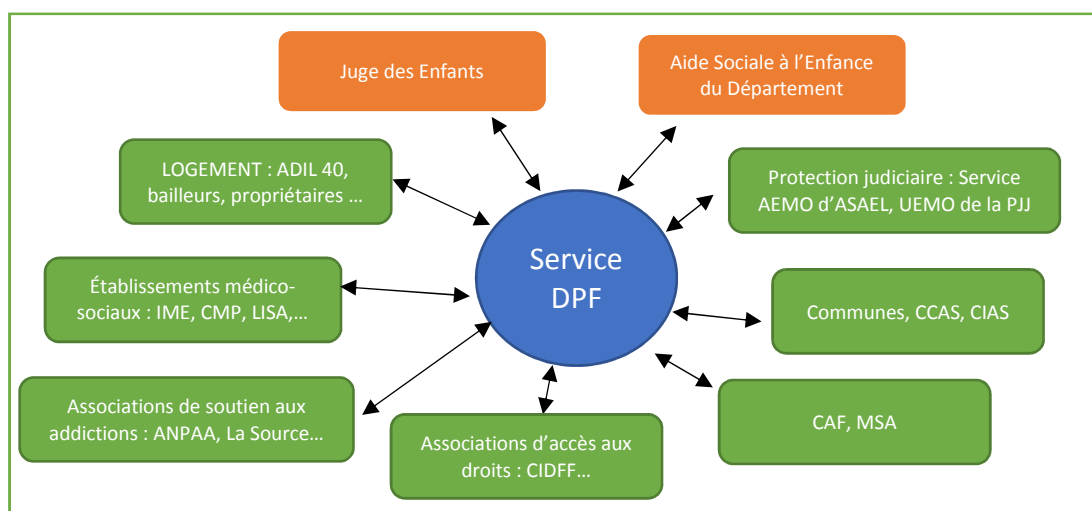 Juge des Enfants
Aide Sociale à l'Enfance
du Département
LOGEMENT : ADIL 40,
bailleurs, propriétaires ...
Protection judiciaire : Service
AEMO d'ASAEL, UEMO de la PJJ
Service
DPF
Établissements médico-
sociaux : IME, CMP, LISA,...
Communes, CCAS, CIAS
Associations de soutien aux
addictions : ANPAA, La Source...
Associations d'accès aux
droits : CIDFF...
CAF, MSA